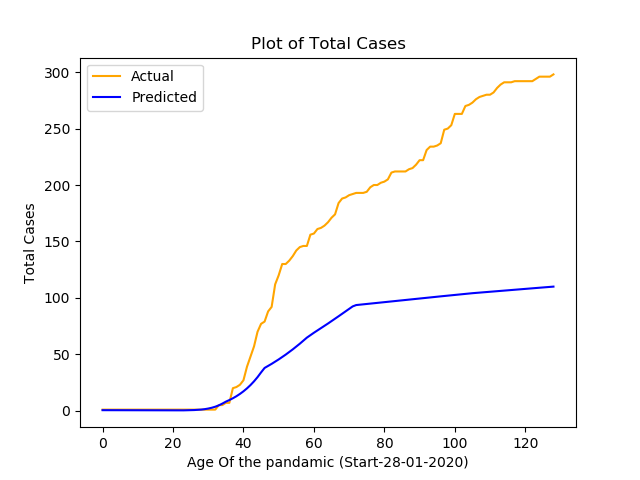 Plot of Total Cases
Actual
Predicted
300
250
200
150
100
50
0
Total Cases
0 20 40 60 80 100 120
Age Of the pandamic (Start-28-01-2020)